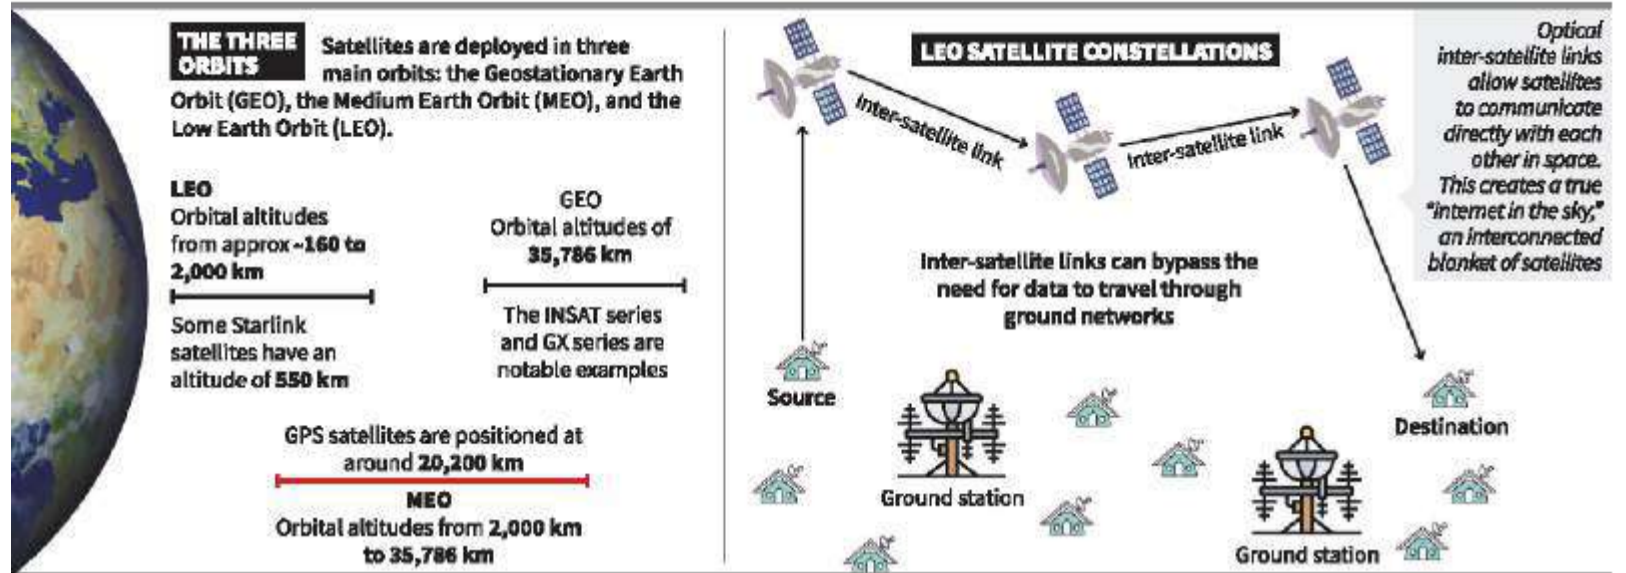 THE THREE
ORBITS
Satellites are deployed in three
main orbits: the Geostationary Earth
Orbit (GEO), the Medium Earth Orbit (MEO), and the
Low Earth Orbit (LEO).
LEO
Orbital altitudes
from approx ~160 to
2,000 km
Some Starlink
satellites have an
altitude of 550 km
GEO
Orbital altitudes of
35,786 km
The INSAT series
and GX series are
notable examples
GPS satellites are positioned at
around 20,200 km
MEO
Orbital altitudes from 2,000 km
to 35,786 km
LEO SATELLITE CONSTELLATIONS
Inter-satellite link
Inter-satellite link
Inter-satellite links can bypass the
need for data to travel through
ground networks
Source
Ground station
Destination
Ground station
Optical
inter-satellite links
allow satellites
to communicate
directly with each
other in space.
This creates a true
"internet in the sky,"
an interconnected
blanket of satellites